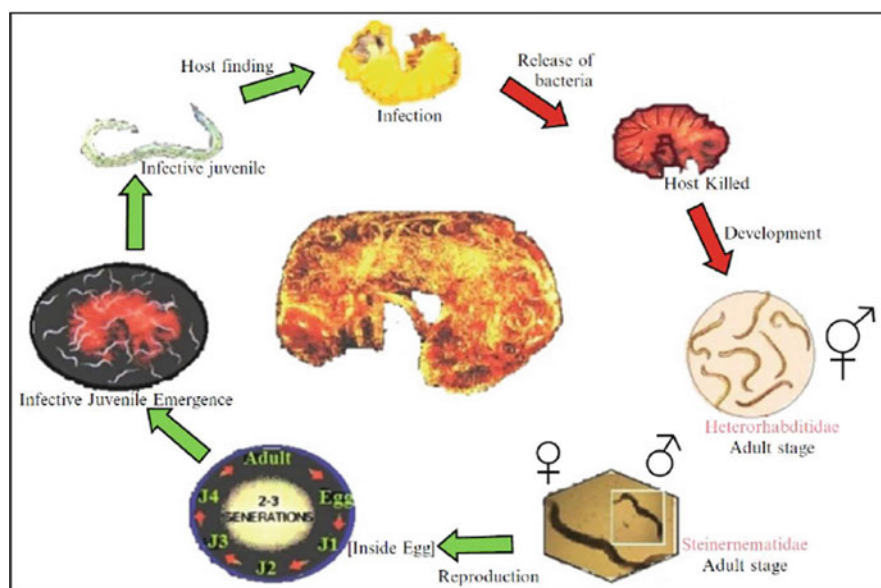 Host finding
Infection
Release of
bacteria
Host Killed
Development
Heterorhabditidae
Adult stage
Steinernematidae
Adult stage
Reproduction
[Inside Egg]
Adult
Egg
J1
J2
J3
J4
2-3
GENERATIONS
Infective Juvenile Emergence
Infective juvenile